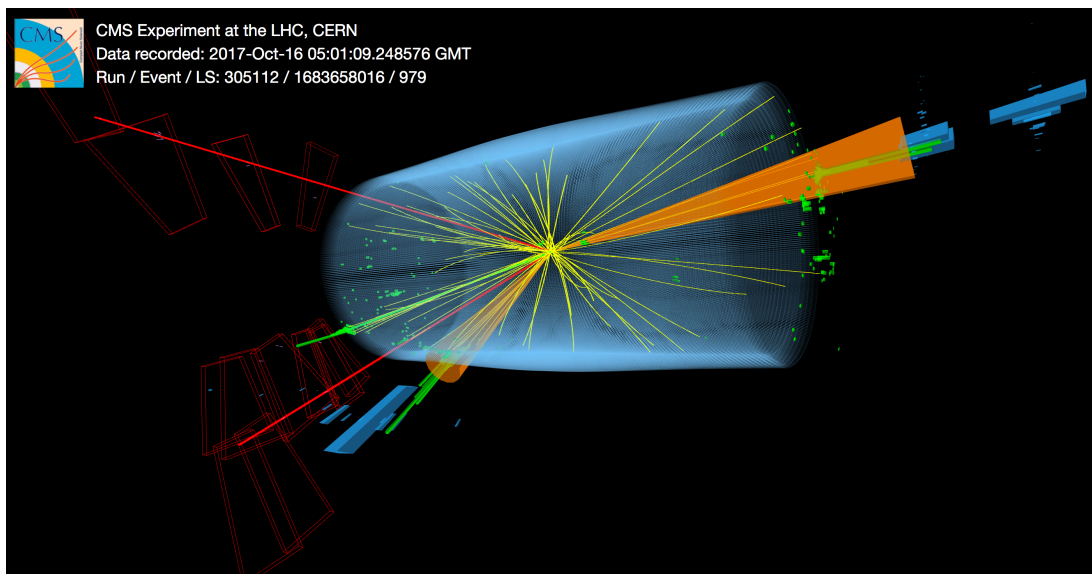 CMS
CMS Experiment at the LHC, CERN
Data recorded: 2017-Oct-16 05:01:09.248576 GMT
Run / Event / LS: 305112 / 1683658016 / 979